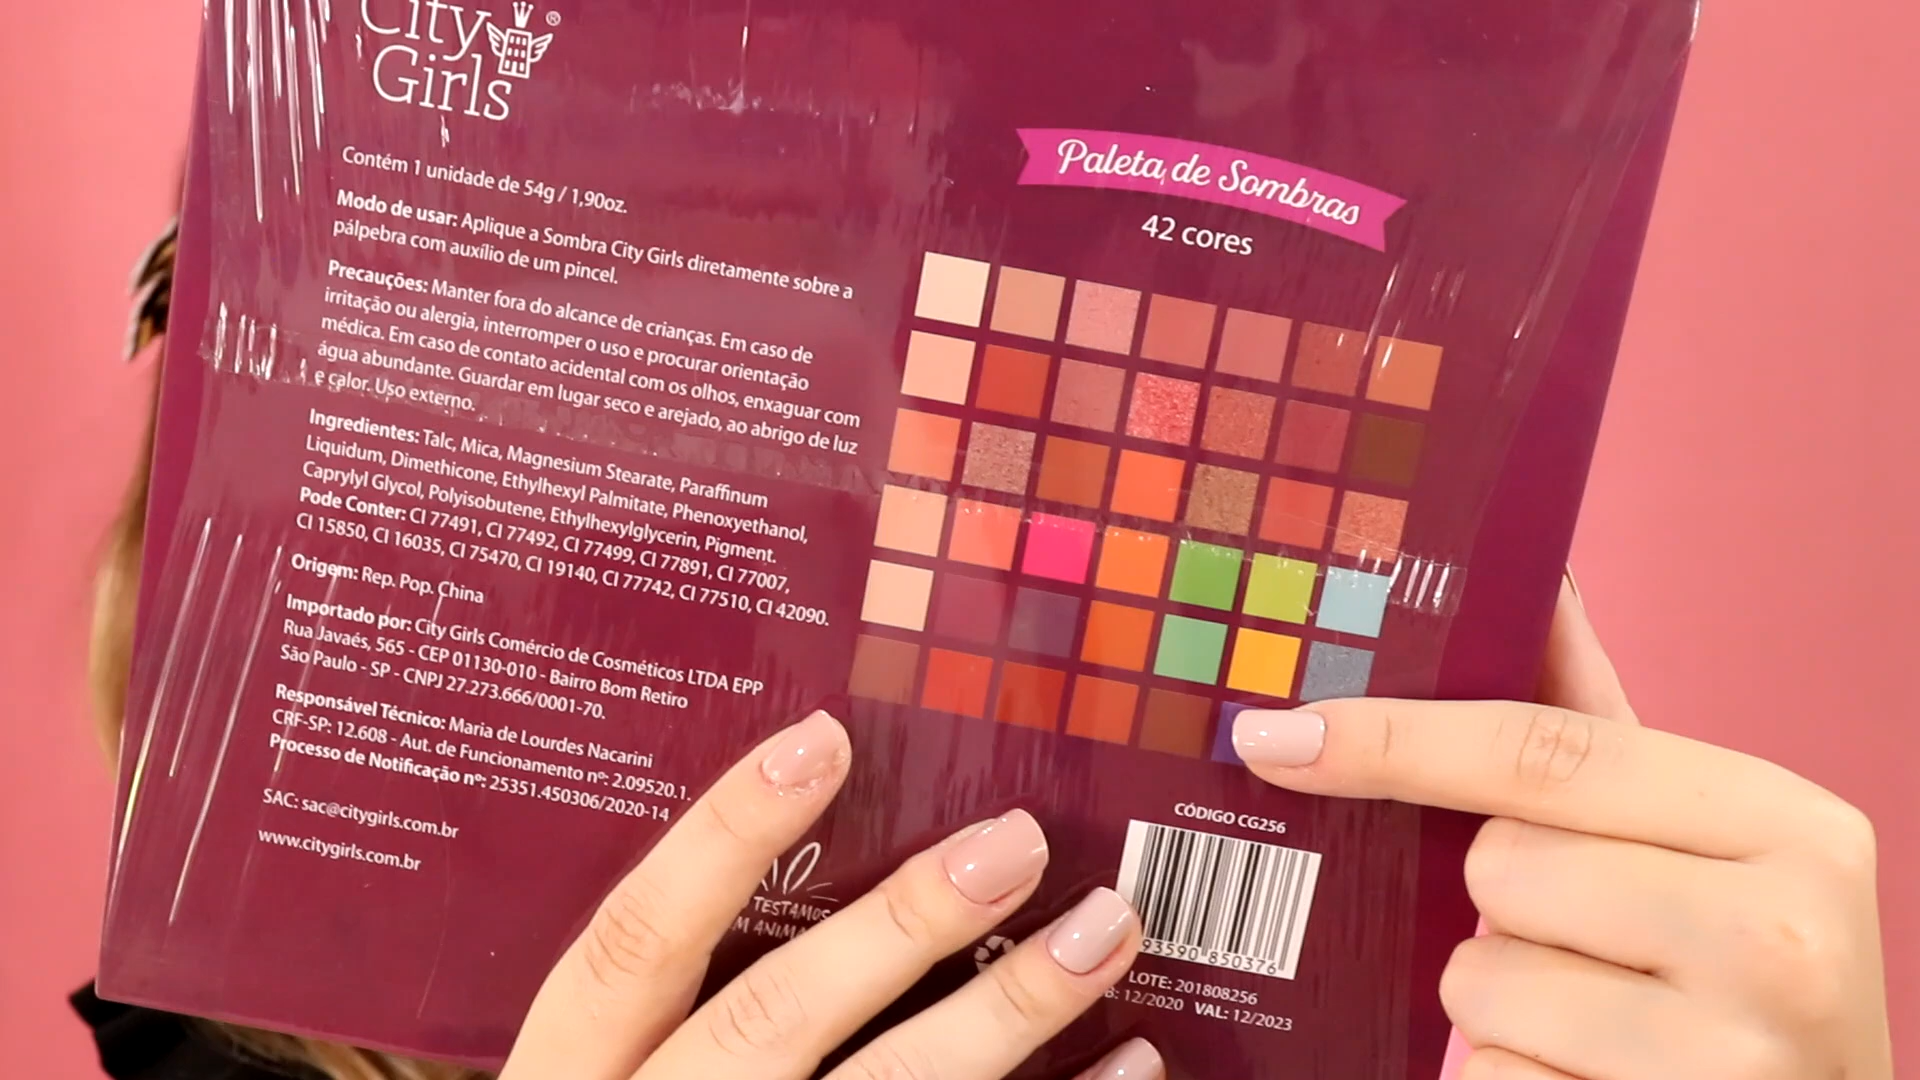 City
Girls
®
Contém 1 unidade de 54g / 1,90oz.
Modo de usar: Aplique a Sombra City Girls diretamente sobre a
pálpebra com auxílio de um pincel.
Precauções: Manter fora do alcance de crianças. Em caso de
irritação ou alergia, interromper o uso e procurar orientação
médica. Em caso de contato acidental com os olhos, enxaguar com
água abundante. Guardar em lugar seco e arejado, ao abrigo de luz
e calor. Uso externo.
Ingredientes: Talc, Mica, Magnesium Stearate, Paraffinum
Liquidum, Dimethicone, Ethylhexyl Palmitate, Phenoxyethanol,
Caprylyl Glycol, Polyisobutene, Ethylhexylglycerin, Pigment.
Pode Conter: CI 77491, CI 77492, CI 77499, CI 77891, CI 77007,
CI 15850, CI 16035, CI 75470, CI 19140, CI 77742, CI 77510, CI 42090.
Origem: Rep. Pop. China
Importado por: City Girls Comércio de Cosméticos LTDA EPP
Rua Javaés, 565 - CEP 01130-010 - Bairro Bom Retiro
São Paulo - SP - CNPJ 27.273.666/0001-70.
Responsável Técnico: Maria de Lourdes Nacarini
CRF-SP: 12.608 - Aut. de Funcionamento nº: 2.09520.1.
Processo de Notificação nº: 25351.450306/2020-14
SAC: sac@citygirls.com.br
www.citygirls.com.br
TESTAMOS
Paleta de Sombras
42 cores
CÓDIGO CG256
93590 850376
LOTE: 201808256
B: 12/2020 VAL: 12/2023